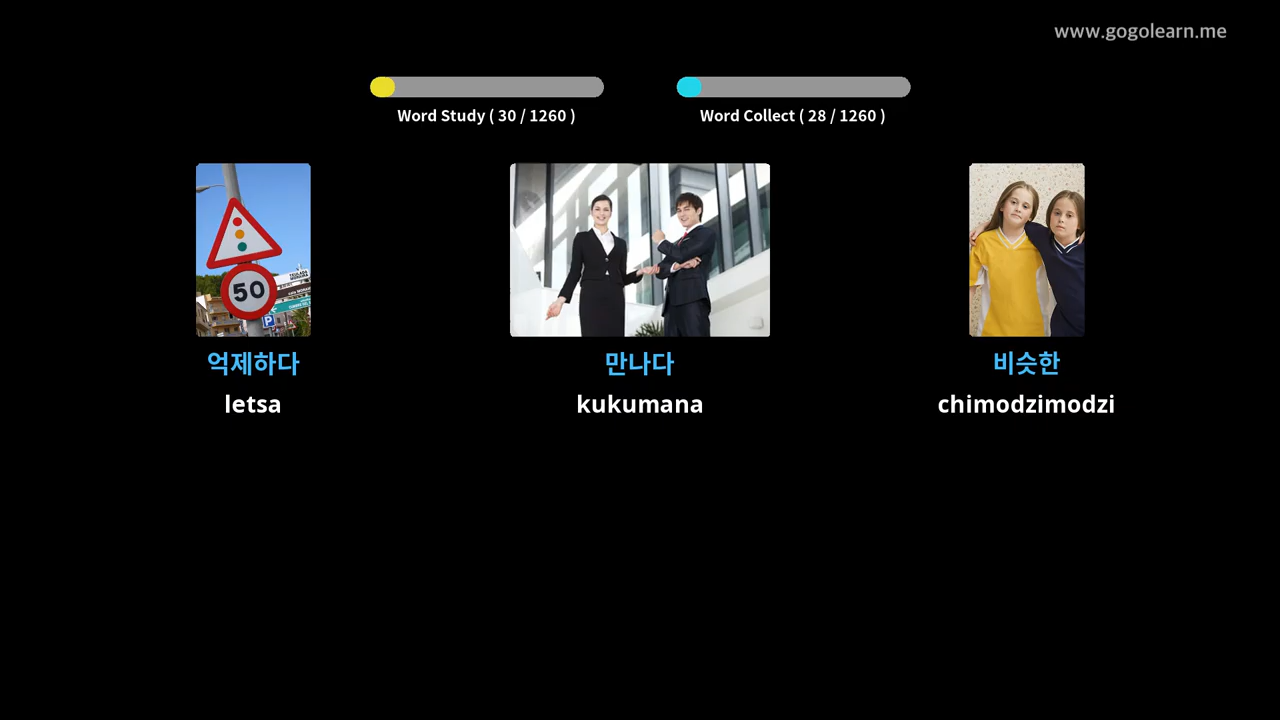 www.gogolearn.me
Word Study ( 30 / 1260 )
Word Collect ( 28 / 1260 )
50
P
억제하다
만나다
비슷한
letsa
kukumana
chimodzimodzi